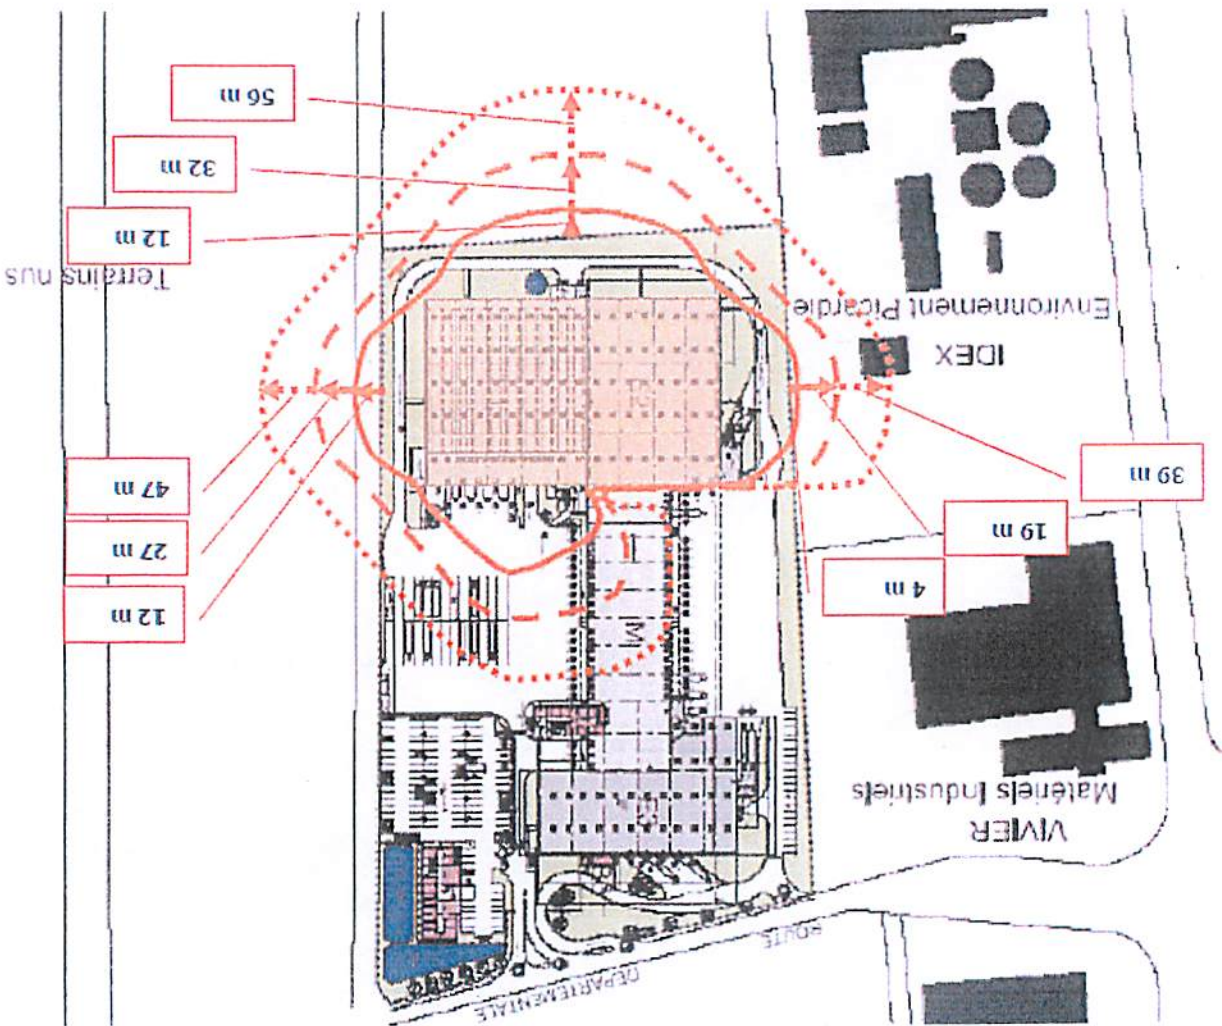 ROUTE DEPARTEMENTALE
VIVIER
Matériels Industriels
4 m
19 m
39 m
12 m
27 m
47 m
IDEX
Environnement Picardie
Terrains nus
12 m
32 m
56 m
M